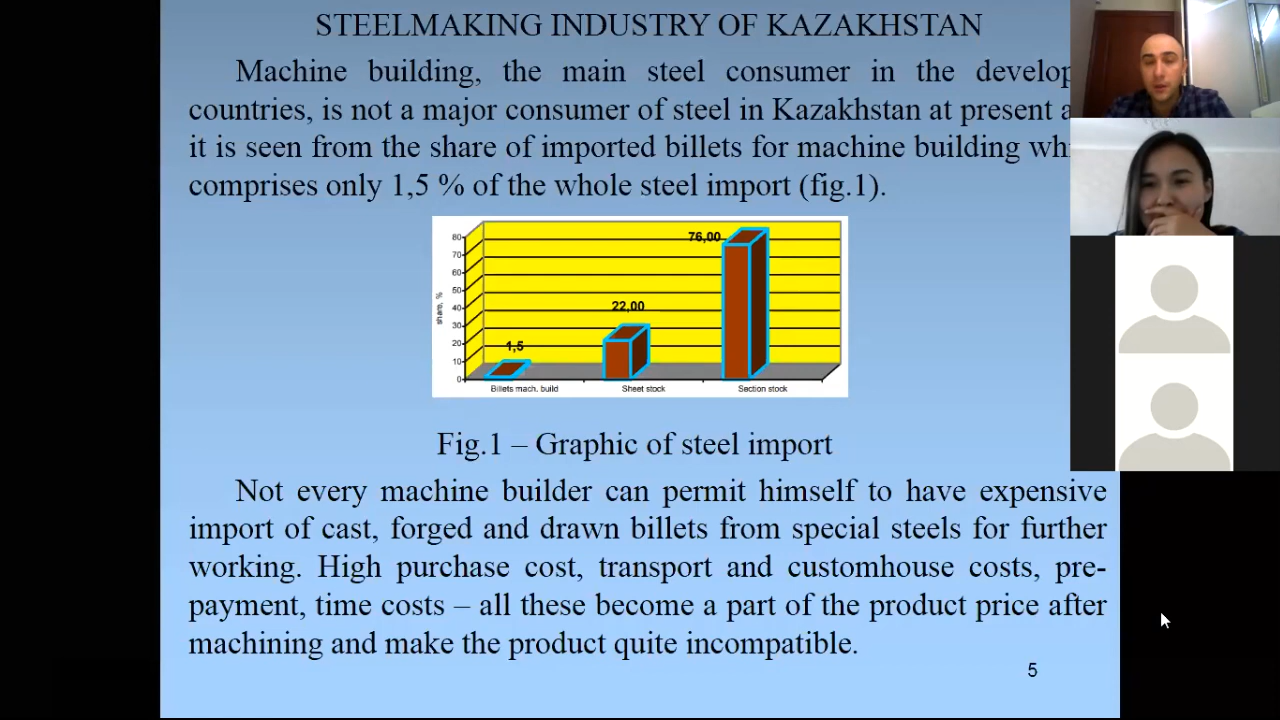 STEELMAKING INDUSTRY OF KAZAKHSTAN
Machine building, the main steel consumer in the
countries, is not a major consumer of steel in Kazakhstan at present
it is seen from the share of imported billets for machine building
comprises only 1,5 % of the whole steel import (fig.1).
80
70
60
50
40
30
20
10
0
share, %
1,5
22,00
76,00
Billets mach. build
Sheet stock
Section stock
Fig.1 – Graphic of steel import
Not every machine builder can permit himself to have expensive
import of cast, forged and drawn billets from special steels for further
working. High purchase cost, transport and customhouse costs, pre-
payment, time costs – all these become a part of the product price after
machining and make the product quite incompatible.
5